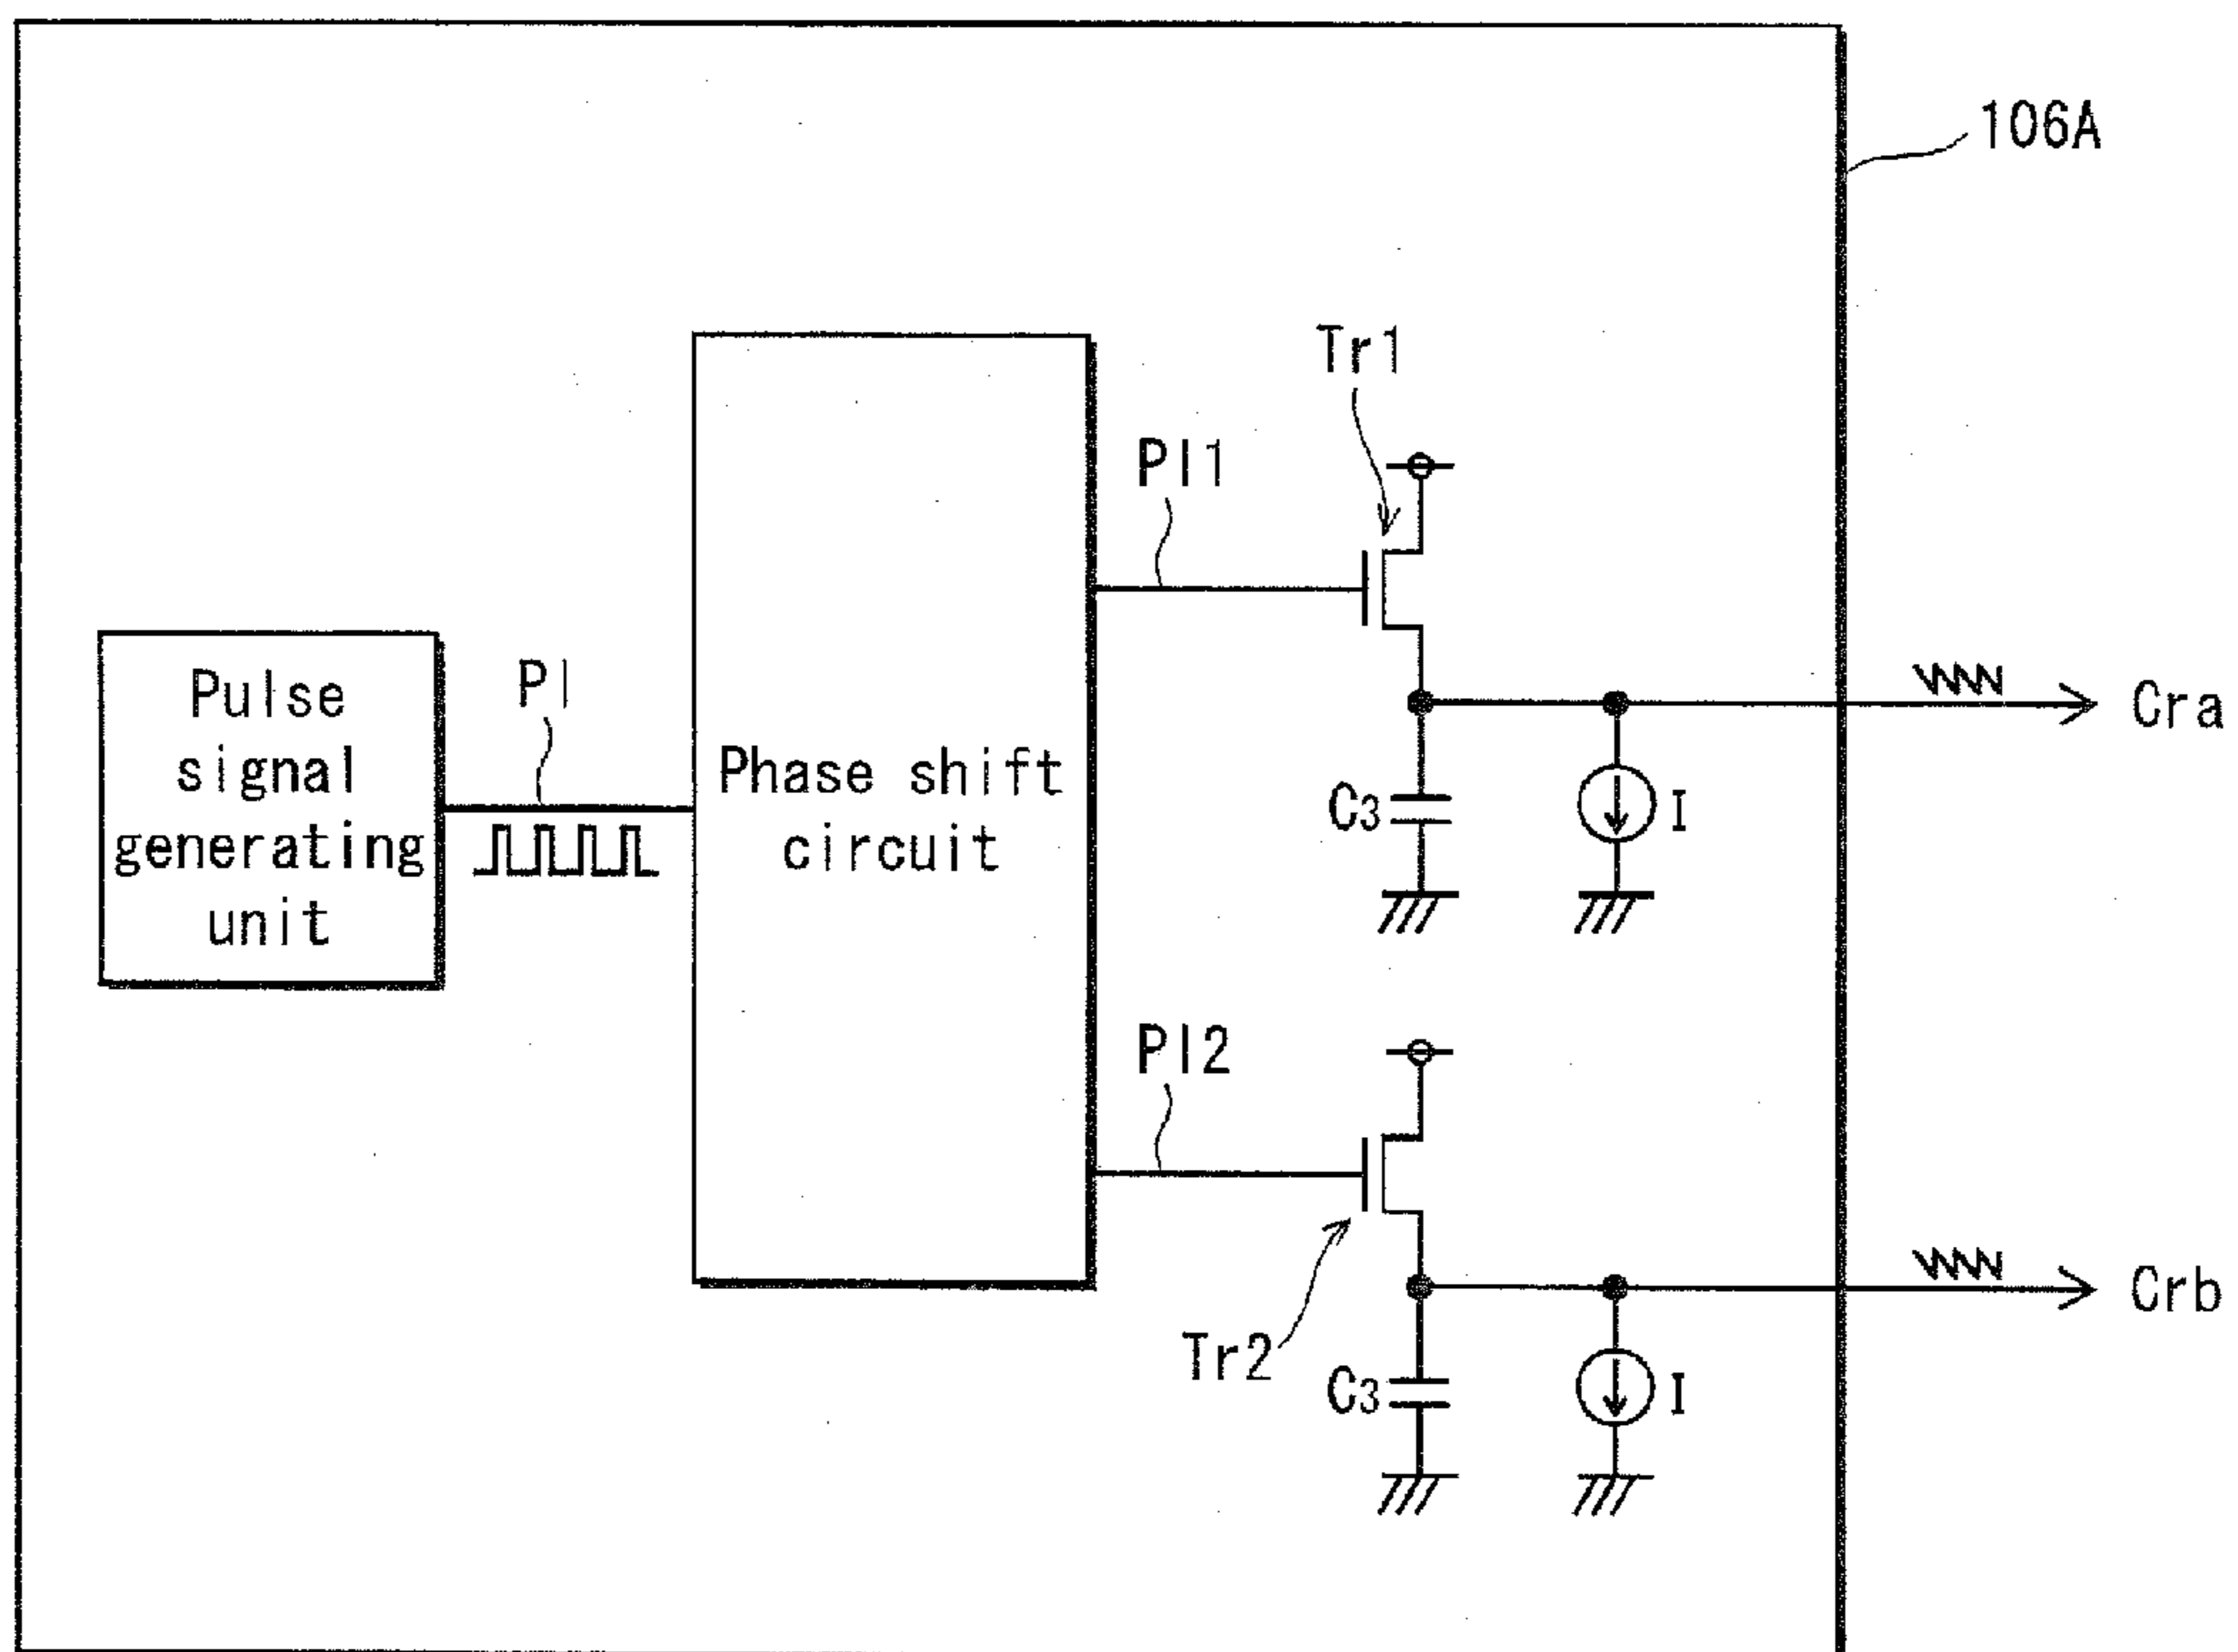 106A
Tr1
Pl1
Pulse
signal
generating
unit
Pl
Phase shift
circuit
Cra
C3
I
Pl2
Tr2
Crb
C3
I